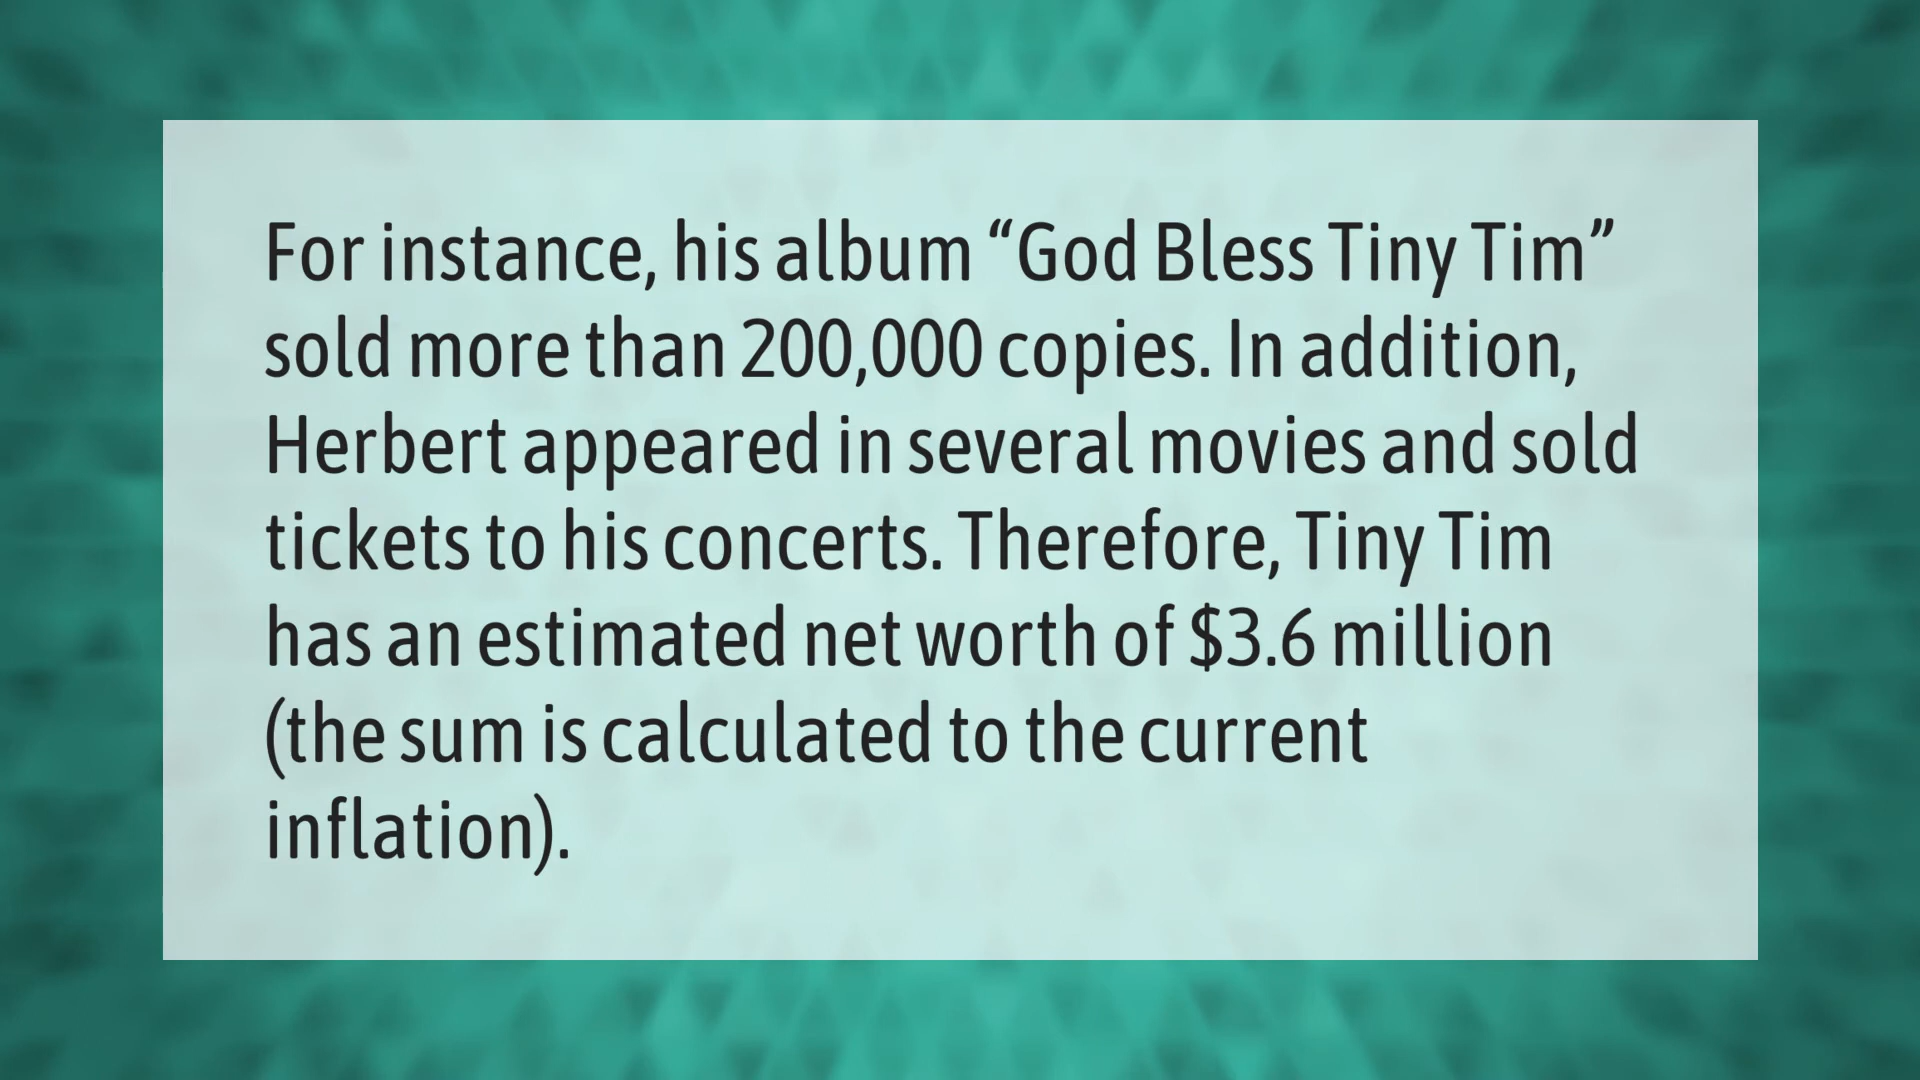 For instance, his album “God Bless Tiny Tim”
sold more than 200,000 copies. In addition,
Herbert appeared in several movies and sold
tickets to his concerts. Therefore, Tiny Tim
has an estimated net worth of $3.6 million
(the sum is calculated to the current
inflation).